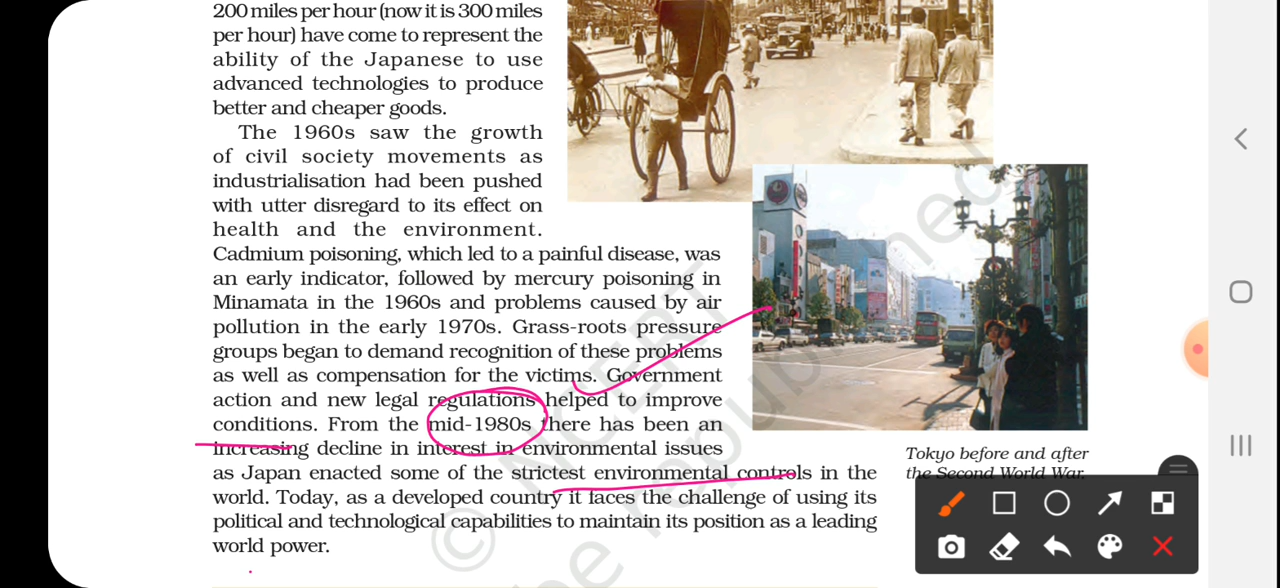 200 miles per hour (now it is 300 miles
per hour) have come to represent the
ability of the Japanese to use
advanced technologies to produce
better and cheaper goods.
The 1960s saw the growth
of civil society movements as
industrialisation had been pushed
with utter disregard to its effect on
health and the environment.
Cadmium poisoning, which led to a painful disease, was
an early indicator, followed by mercury poisoning in
Minamata in the 1960s and problems caused by air
pollution in the early 1970s. Grass-roots pressure
groups began to demand recognition of these problems
as well as compensation for the victims. Government
action and new legal regulations helped to improve
conditions. From the mid-1980s there has been an
increasing decline in interest in environmental issues
as Japan enacted some of the strictest environmental controls in the
world. Today, as a developed country it faces the challenge of using its
political and technological capabilities to maintain its position as a leading
world power.
Tokyo before and after
the Second World War.
© NCERT
be republished